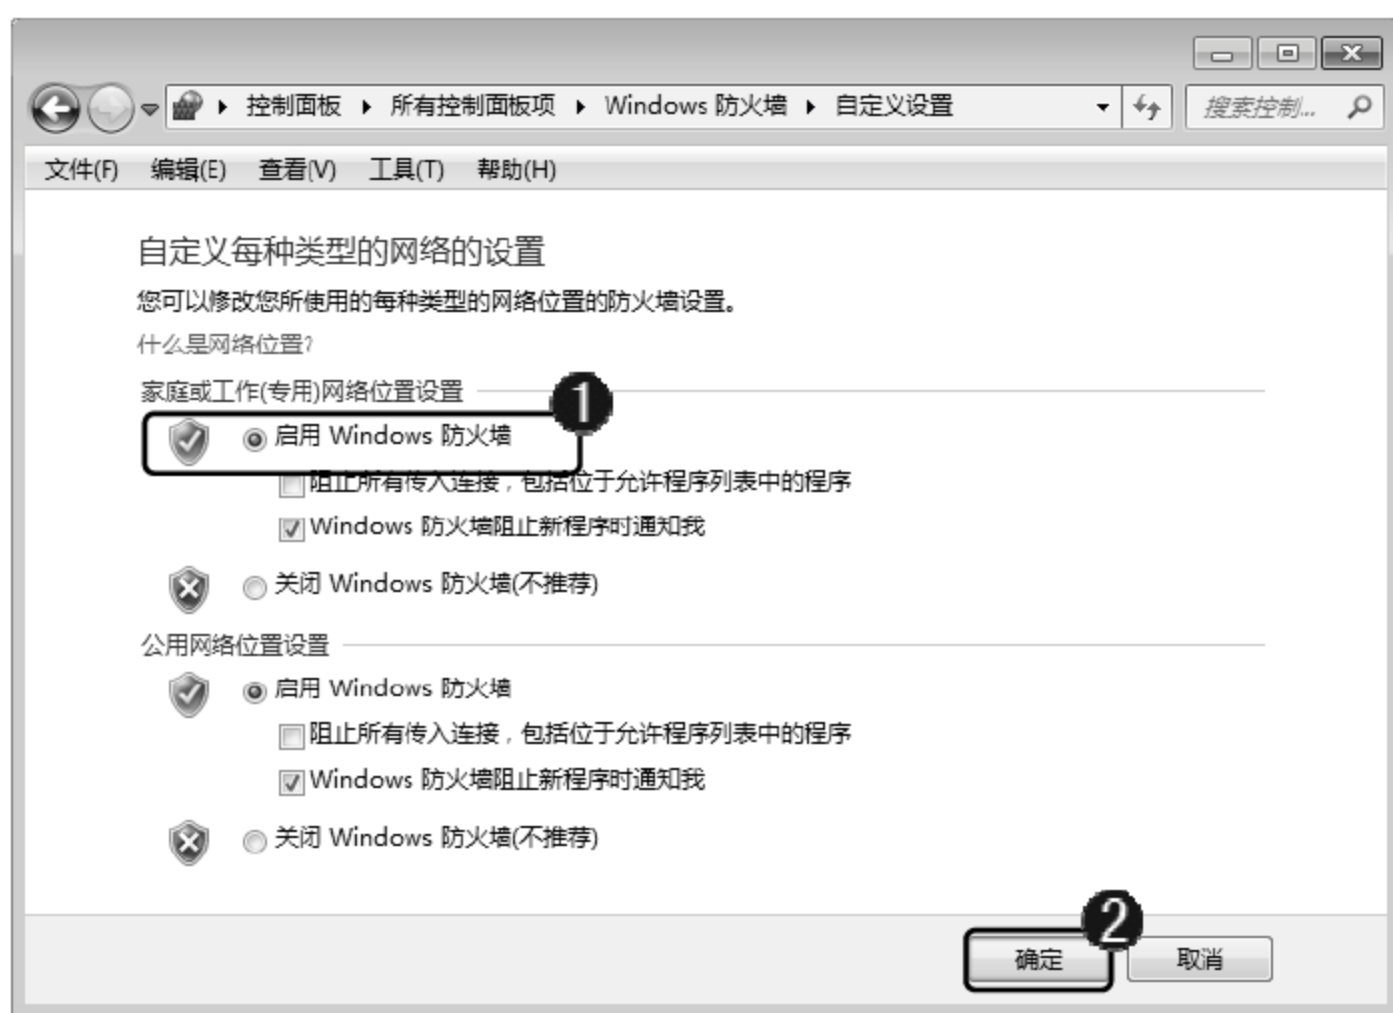 控制面板 ▸ 所有控制面板项 ▸ Windows 防火墙 ▸ 自定义设置 搜索控制...
文件(F) 编辑(E) 查看(V) 工具(T) 帮助(H)
自定义每种类型的网络的设置
您可以修改您所使用的每种类型的网络位置的防火墙设置。
什么是网络位置?
家庭或工作(专用)网络位置设置
1
启用 Windows 防火墙
阻止所有传入连接，包括位于允许程序列表中的程序
Windows 防火墙阻止新程序时通知我
关闭 Windows 防火墙(不推荐)
公用网络位置设置
启用 Windows 防火墙
阻止所有传入连接，包括位于允许程序列表中的程序
Windows 防火墙阻止新程序时通知我
关闭 Windows 防火墙(不推荐)
2
确定 取消